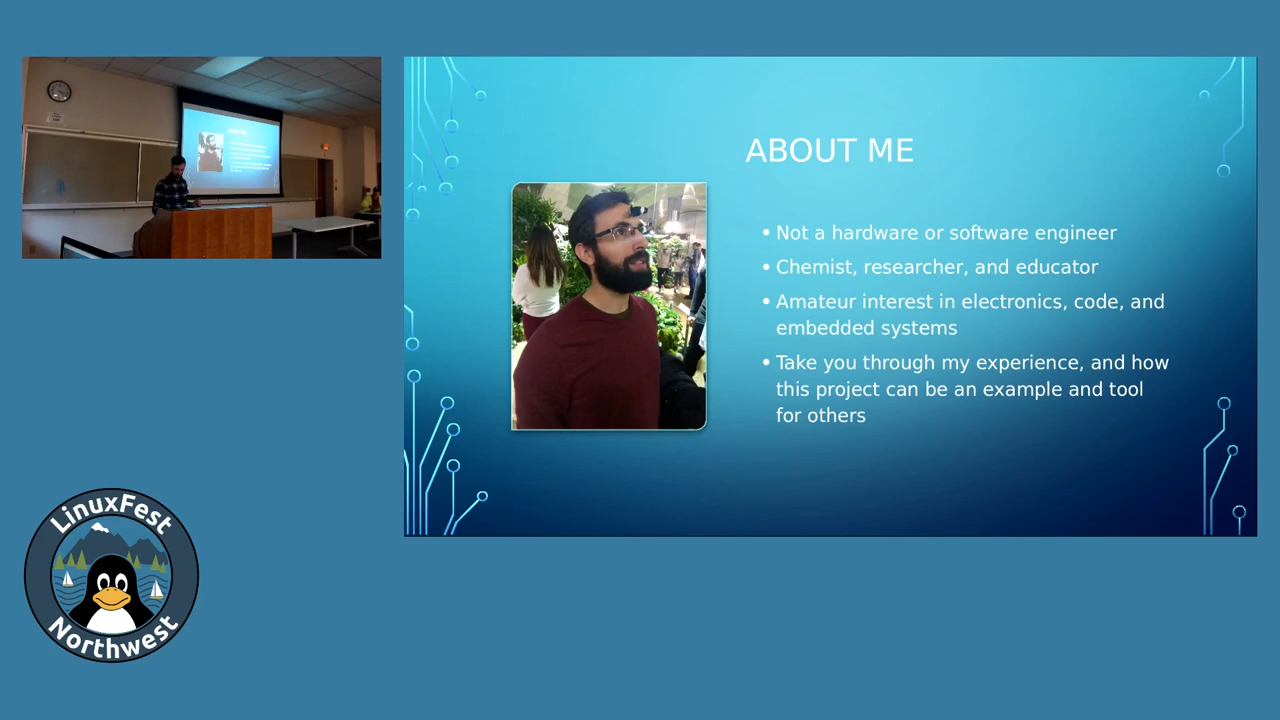 ABOUT ME
• Not a hardware or software engineer
• Chemist, researcher, and educator
• Amateur interest in electronics, code, and
embedded systems
• Take you through my experience, and how
this project can be an example and tool
for others
LinuxFest
Northwest